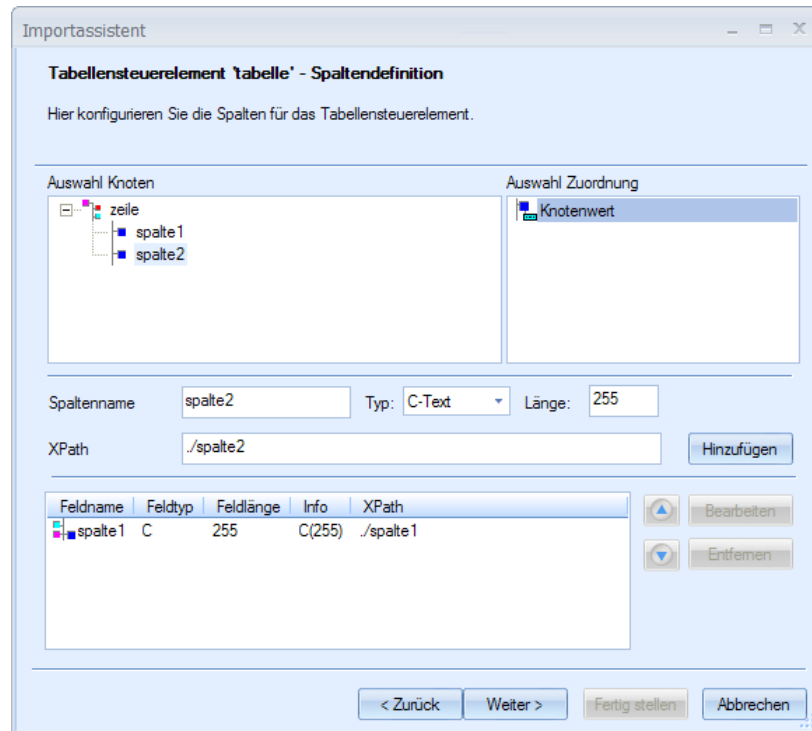 Importassistent
Tabellensteuerelement 'tabelle' - Spaltendefinition
Hier konfigurieren Sie die Spalten für das Tabellensteuerelement.
Auswahl Knoten
Auswahl Zuordnung
zeile
spalte1
spalte2
Knotenwert
Spaltenname spalte2 Typ: C-Text Länge: 255
XPath ./spalte2 Hinzufügen
Feldname Feldtyp Feldlänge Info XPath
spalte1 C 255 C(255) ./spalte1
Bearbeiten
Entfernen
< Zurück Weiter > Fertig stellen Abbrechen